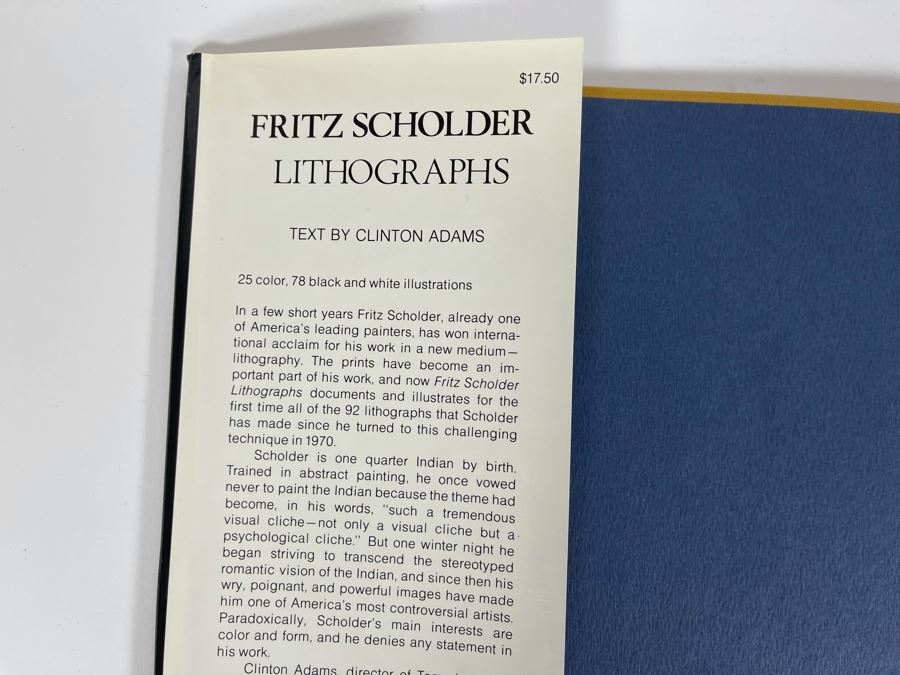 $17.50
FRITZ SCHOLDER
LITHOGRAPHS
TEXT BY CLINTON ADAMS
25 color, 78 black and white illustrations
In a few short years Fritz Scholder, already one
of America's leading painters, has won interna-
tional acclaim for his work in a new medium—
lithography. The prints have become an im-
portant part of his work, and now Fritz Scholder
Lithographs documents and illustrates for the
first time all of the 92 lithographs that Scholder
has made since he turned to this challenging
technique in 1970.
Scholder is one quarter Indian by birth.
Trained in abstract painting, he once vowed
never to paint the Indian because the theme had
become, in his words, "such a tremendous
visual cliche—not only a visual cliche but a
psychological cliche." But one winter night he
began striving to transcend the stereotyped
romantic vision of the Indian, and since then his
wry, poignant, and powerful images have made
him one of America's most controversial artists.
Paradoxically, Scholder's main interests are
color and form, and he denies any statement in
his work.
Clinton Adams, director of